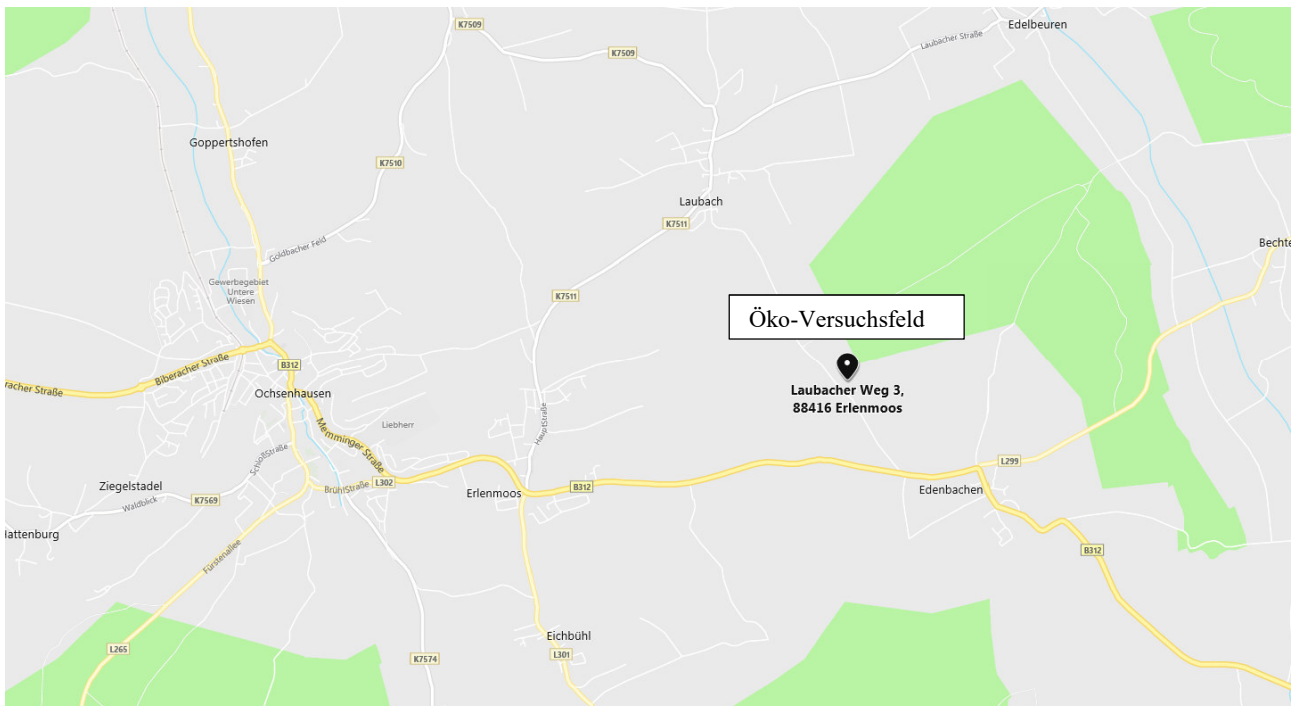 K7509
Edelbeuren
Laubacher Straße
K7509
Goppertshofen
K7510
Laubach
K7511
Goldbacher Feld
Bechte
Gewerbegebiet
Untere
Wiesen
K7511
Öko-Versuchsfeld
Biberacher Straße
B312
racher Straße
Laubacher Weg 3,
88416 Erlenmoos
Ochsenhausen
Memminger Straße
Liebherr
Hauptstraße
Schloßstraße
L299
Ziegelstadel
L302
Erlenmoos
B312
Edenbachen
Brühlstraße
K7569
Waldblick
Hattenburg
Fürstenallee
B312
Eichbühl
L265
L301
K7574